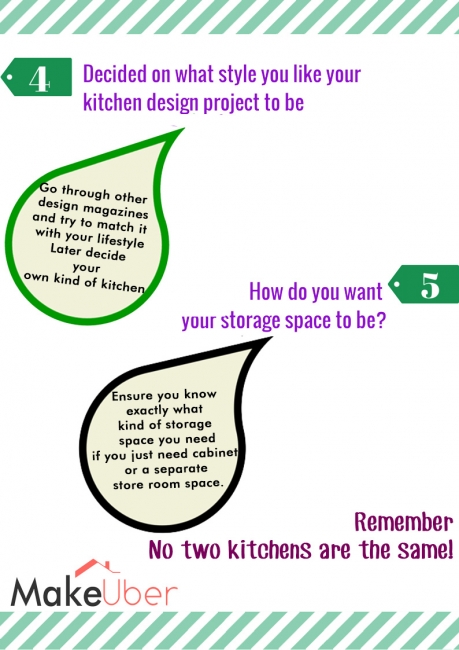 4
Decided on what style you like your
kitchen design project to be
Go through other
design magazines
and try to match it
with your lifestyle
Later decide
your
own kind of kitchen
5
How do you want
your storage space to be?
Ensure you know
exactly what
kind of storage
space you need
if you just need cabinet
or a separate
store room space.
Remember
No two kitchens are the same!
MakeUber